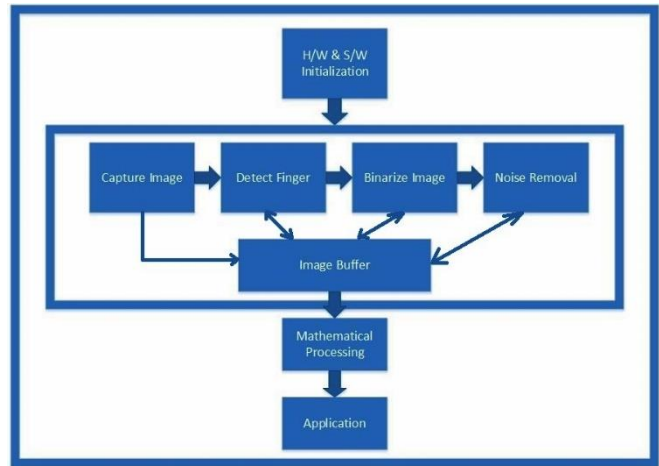 H/W & S/W
Initialization
Capture Image
Detect Finger
Binarize Image
Noise Removal
Image Buffer
Mathematical
Processing
Application